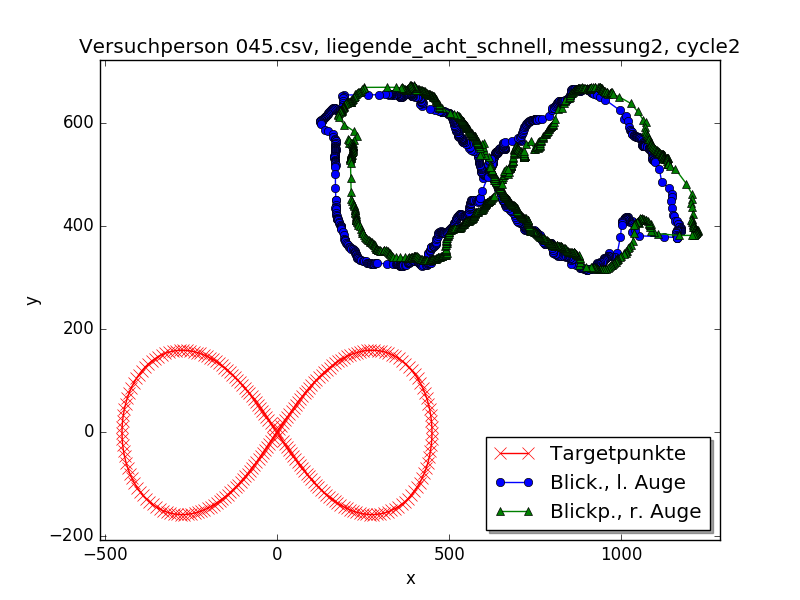 Versuchperson 045.csv, liegende_acht_schnell, messung2, cycle2
y
600
400
200
0
−200
−500
0
500
1000
x
Targetpunkte
Blick., l. Auge
Blickp., r. Auge